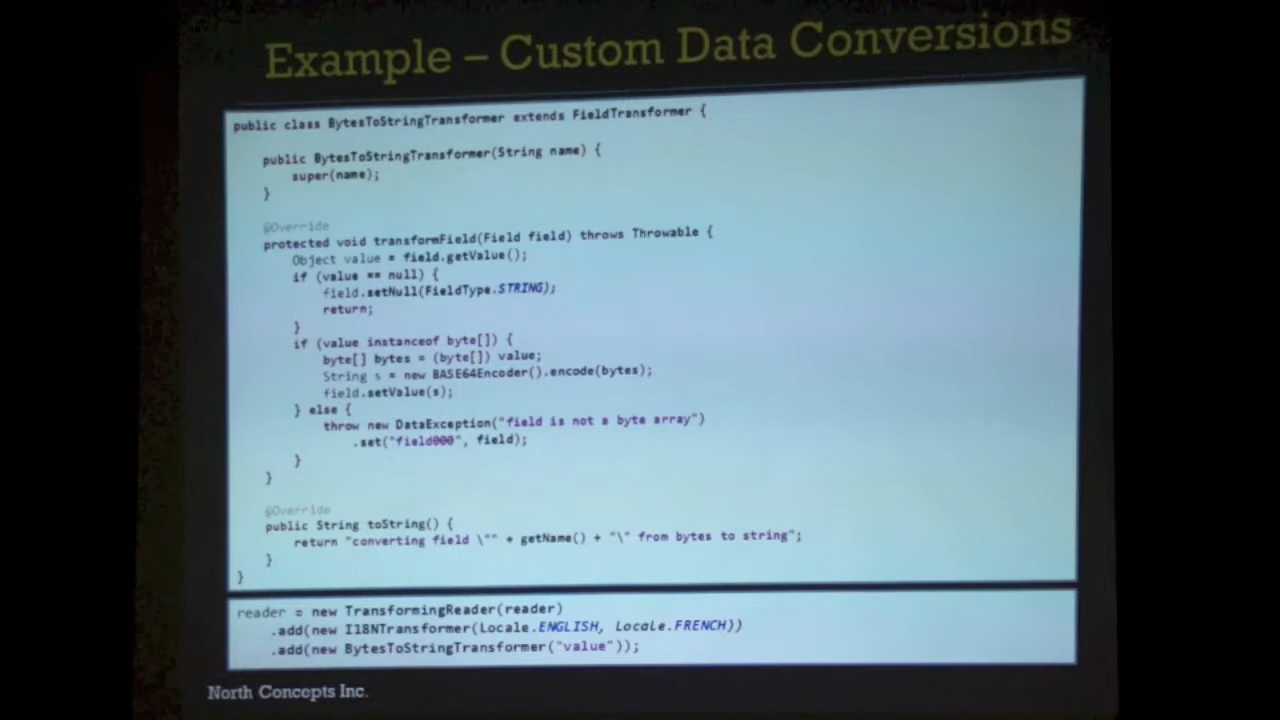 Example – Custom Data Conversions
public class BytesToStringTransformer extends FieldTransformer {
public BytesToStringTransformer(String name) {
super(name);
}
@Override
protected void transformField(Field field) throws Throwable {
Object value = field.getValue();
if (value == null) {
field.setNull(FieldType.STRING);
return;
}
if (value instanceof byte[]) {
byte[] bytes = (byte[]) value;
String s = new BASE64Encoder().encode(bytes);
field.setValue(s);
} else {
throw new DataException("field is not a byte array")
.set("field000", field);
}
}
@Override
public String toString() {
return "converting field \"" + getName() + "\" from bytes to string";
}
}
reader = new TransformingReader(reader)
.add(new I18NTransformer(Locale.ENGLISH, Locale.FRENCH))
.add(new BytesToStringTransformer("value"));
North Concepts Inc.